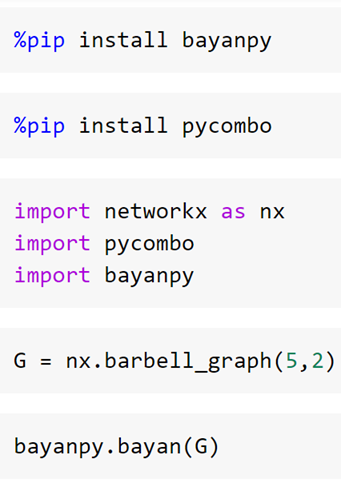 %pip install bayanpy
%pip install pycombo
import networkx as nx
import pycombo
import bayanpy
G = nx.barbell_graph(5,2)
bayanpy.bayan(G)